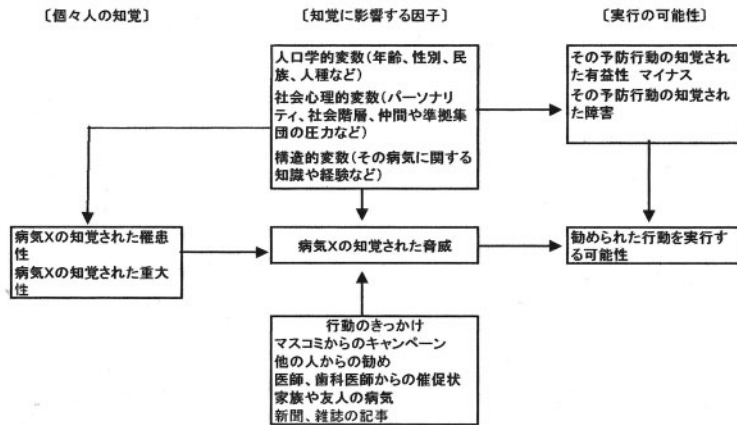 〔個々人の知覚〕
〔知覚に影響する因子〕
〔実行の可能性〕
人口学的変数(年齢、性別、民
族、人種など)
社会心理的変数(パーソナリ
ティ、社会階層、仲間や準拠集
団の圧力など)
構造的変数(その病気に関する
知識や経験など)
その予防行動の知覚され
た有益性 マイナス
その予防行動の知覚され
た障害
病気Xの知覚された罹患
性
病気Xの知覚された重大
性
病気Xの知覚された脅威
勧められた行動を実行す
る可能性
行動のきっかけ
マスコミからのキャンペーン
他の人からの勧め
医師、歯科医師からの催促状
家族や友人の病気
新聞、雑誌の記事